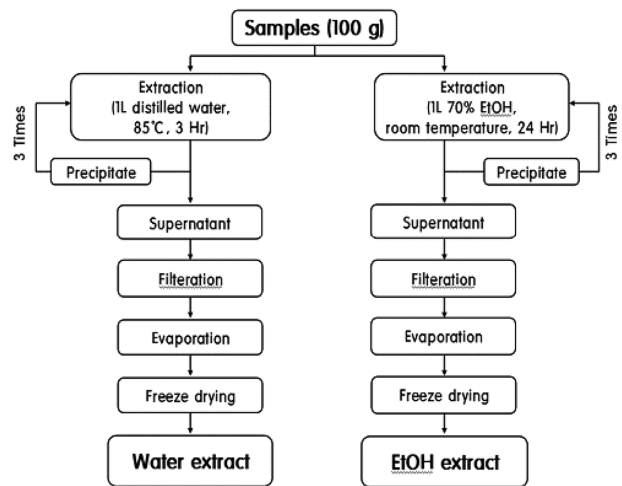 Samples (100 g)
Extraction
(1L distilled water,
85℃, 3 Hr)
3 Times
Precipitate
Supernatant
Filteration
Evaporation
Freeze drying
Water extract
Extraction
(1L 70% EtOH,
room temperature, 24 Hr)
3 Times
Precipitate
Supernatant
Filteration
Evaporation
Freeze drying
EtOH extract